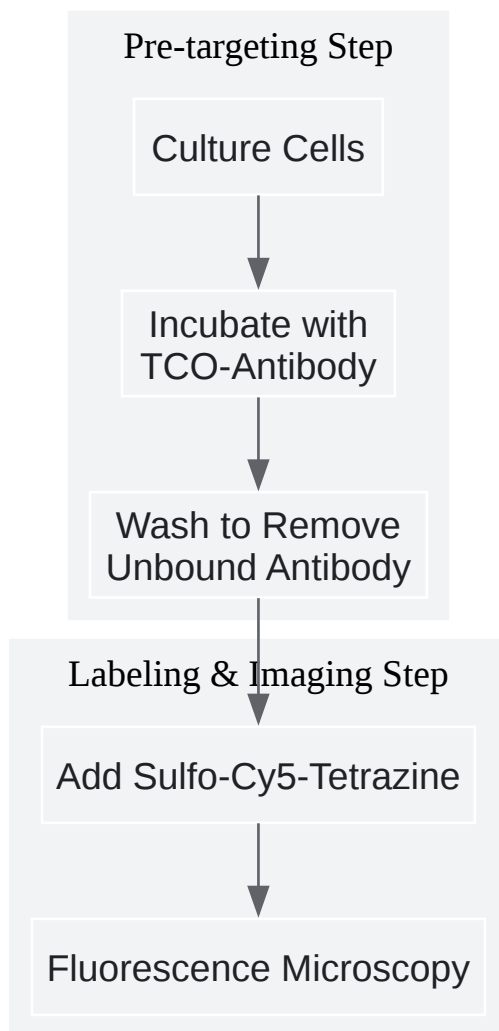 Pre-targeting Step
Culture Cells
Incubate with
TCO-Antibody
Wash to Remove
Unbound Antibody
Labeling & Imaging Step
Add Sulfo-Cy5-Tetrazine
Fluorescence Microscopy